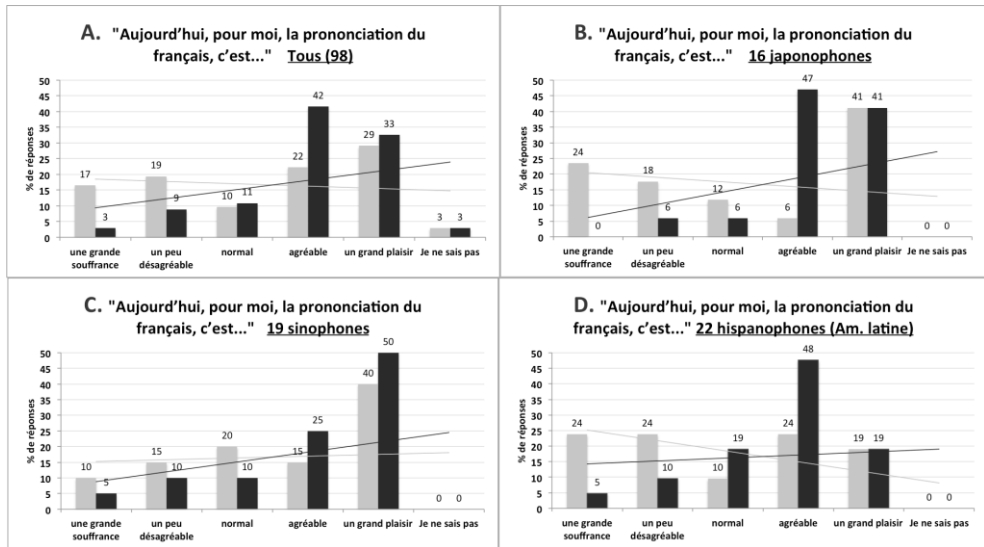 A. "Aujourd'hui, pour moi, la prononciation du
français, c'est..." Tous (98)
% de réponses
50
45
40
35
30
25
20
15
10
5
0
17
3
19
9
10
11
22
42
29
33
3
3
une grande
souffrance
un peu
désagréable
normal
agréable
un grand plaisir
Je ne sais pas
B. "Aujourd'hui, pour moi, la prononciation du
français, c'est..." 16 japonophones
% de réponses
50
45
40
35
30
25
20
15
10
5
0
24
0
18
6
12
6
6
47
41
41
0
0
une grande
souffrance
un peu
désagréable
normal
agréable
un grand plaisir
Je ne sais pas
C. "Aujourd'hui, pour moi, la prononciation du
français, c'est..." 19 sinophones
% de réponses
50
45
40
35
30
25
20
15
10
5
0
10
5
15
10
20
10
15
25
40
50
0
0
une grande
souffrance
un peu
désagréable
normal
agréable
un grand plaisir
Je ne sais pas
D. "Aujourd'hui, pour moi, la prononciation du
français, c'est..." 22 hispanophones (Am. latine)
% de réponses
50
45
40
35
30
25
20
15
10
5
0
24
5
24
10
10
19
24
48
19
19
0
0
une grande
souffrance
un peu
désagréable
normal
agréable
un grand plaisir
Je ne sais pas